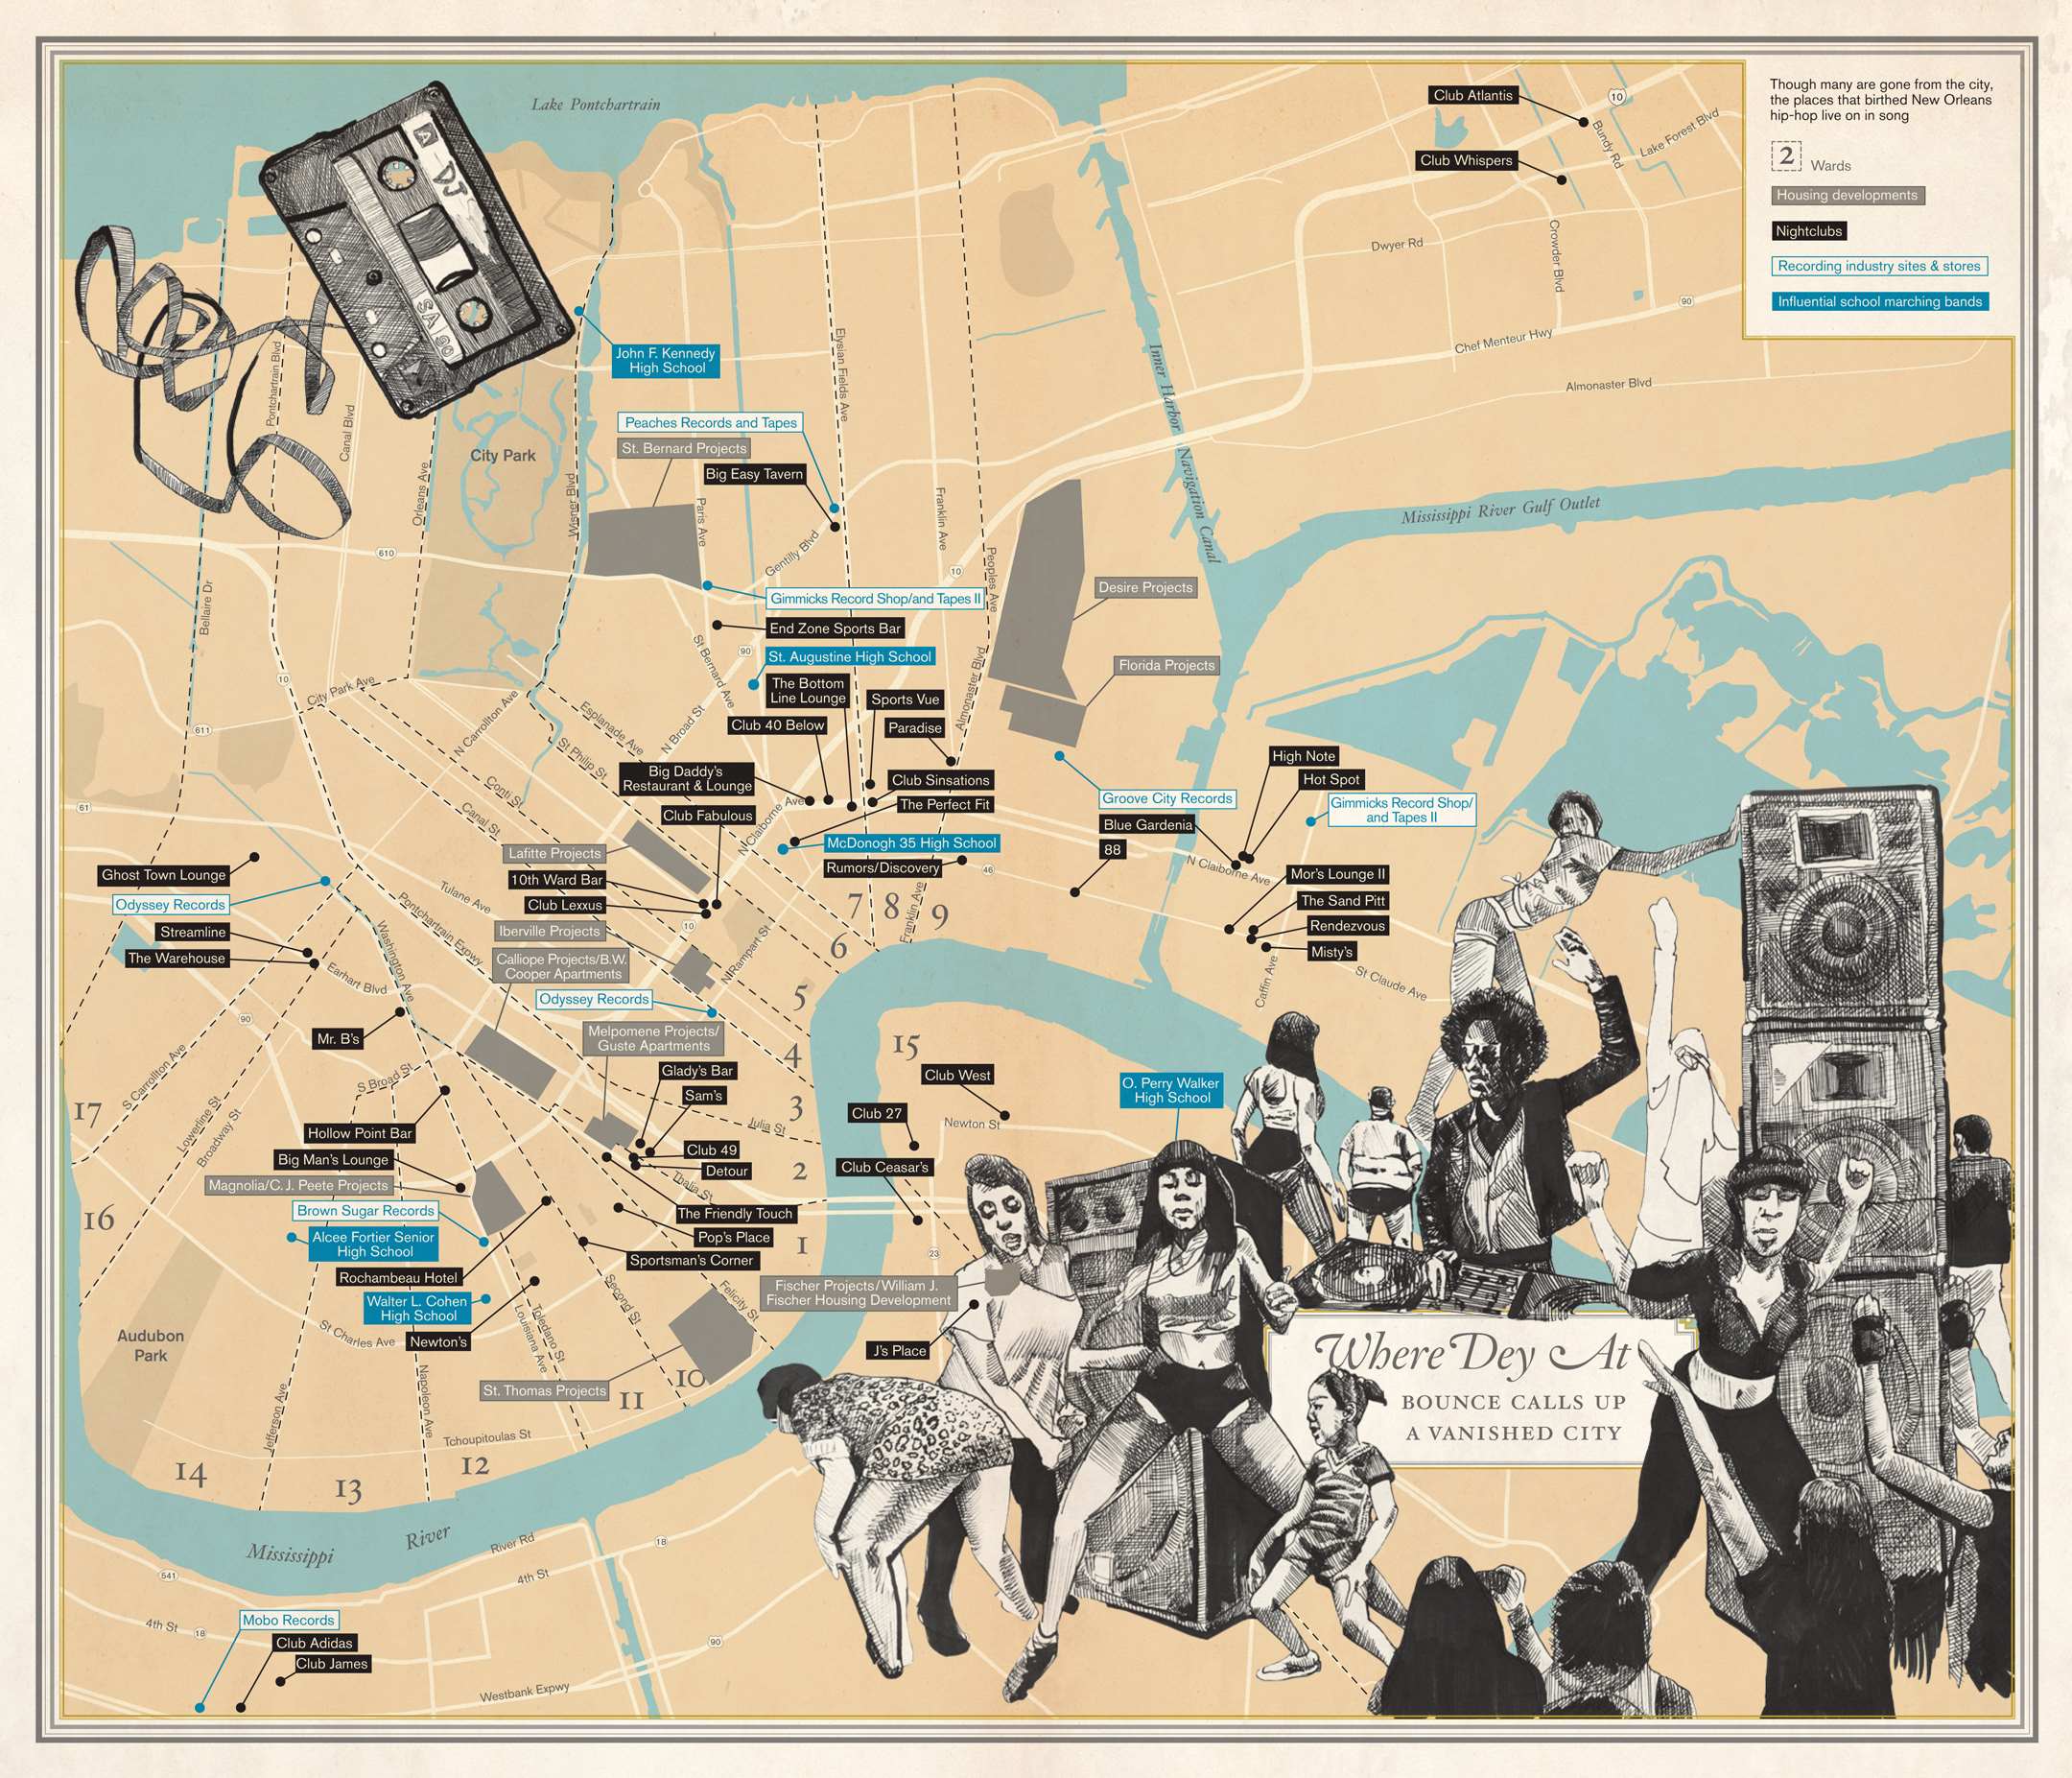 Lake Pontchartrain
Though many are gone from the city,
the places that birthed New Orleans
hip-hop live on in song
2
Wards
Housing developments
Nightclubs
Recording industry sites & stores
Influential school marching bands
Club Atlantis
10
Bundy Rd
Lake Forest Blvd
Club Whispers
Crowder Blvd
Dwyer Rd
90
Chef Menteur Hwy
Almonaster Blvd
A
DJ
SA
90
John F. Kennedy
High School
Elysian Fields Ave
Inner Harbor Navigation Canal
Pontchartrain Blvd
Canal Blvd
Orleans Ave
City Park
Wisner Blvd
Peaches Records and Tapes
St. Bernard Projects
Big Easy Tavern
Paris Ave
Gentilly Blvd
Franklin Ave
Mississippi River Gulf Outlet
610
10
Peoples Ave
Bellaire Dr
Desire Projects
Gimmicks Record Shop/and Tapes II
End Zone Sports Bar
90
St Bernard Ave
St. Augustine High School
Florida Projects
10
City Park Ave
The Bottom
Line Lounge
Sports Vue
Almonaster Blvd
611
N Carrollton Ave
Esplanade Ave
St Philip St
N Broad St
Club 40 Below
Paradise
High Note
Hot Spot
Big Daddy's
Restaurant & Lounge
Club Sinsations
Conti St
Canal St
61
N Claiborne Ave
The Perfect Fit
Groove City Records
Gimmicks Record Shop/
and Tapes II
Club Fabulous
Blue Gardenia
McDonogh 35 High School
88
Lafitte Projects
Rumors/Discovery
46
N Claiborne Ave
Ghost Town Lounge
10th Ward Bar
Mor's Lounge II
Tulane Ave
Odyssey Records
Club Lexxus
The Sand Pitt
7
8
9
Franklin Ave
10
Streamline
Pontchartrain Expwy
Iberville Projects
Rendezvous
6
N Rampart St
Misty's
The Warehouse
Washington Ave
Calliope Projects/B.W.
Cooper Apartments
Caffin Ave
St Claude Ave
Earhart Blvd
Odyssey Records
5
90
Mr. B's
Melpomene Projects/
Guste Apartments
4
15
S Carrollton Ave
S Broad St
Glady's Bar
Club West
Sam's
O. Perry Walker
High School
17
Lowerline St
Broadway St
3
Club 27
Julia St
Newton St
Hollow Point Bar
Big Man's Lounge
Club 49
Detour
Club Ceasar's
2
Magnolia/C. J. Peete Projects
Thalia St
Brown Sugar Records
The Friendly Touch
16
Alcee Fortier Senior
High School
Pop's Place
1
Sportsman's Corner
23
Rochambeau Hotel
Fischer Projects/William J.
Fischer Housing Development
Walter L. Cohen
High School
Second St
Felicity St
Toledano St
Louisiana Ave
St Charles Ave
Newton's
J's Place
Audubon
Park
Where Dey At
BOUNCE CALLS UP
A VANISHED CITY
St. Thomas Projects
10
11
Jefferson Ave
Napoleon Ave
Tchoupitoulas St
12
14
13
Mississippi River
River Rd
18
541
4th St
4th St
18
Mobo Records
Club Adidas
Club James
90
Westbank Expwy